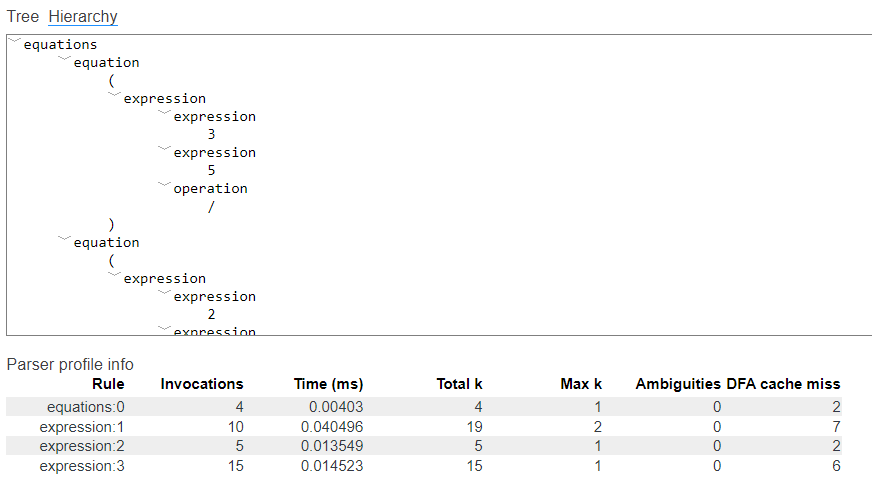 Tree Hierarchy
equations
equation
(
expression
expression
3
expression
5
operation
/
)
equation
(
expression
expression
2
expression
Parser profile info
Rule Invocations Time (ms) Total k Max k Ambiguities DFA cache miss
equations:0 4 0.00403 4 1 0 2
expression:1 10 0.040496 19 2 0 7
expression:2 5 0.013549 5 1 0 2
expression:3 15 0.014523 15 1 0 6